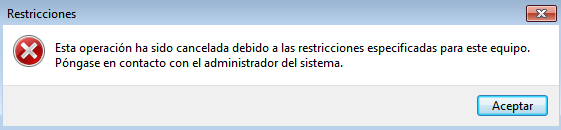 Restricciones
Esta operación ha sido cancelada debido a las restricciones especificadas para este equipo.
Póngase en contacto con el administrador del sistema.
Aceptar